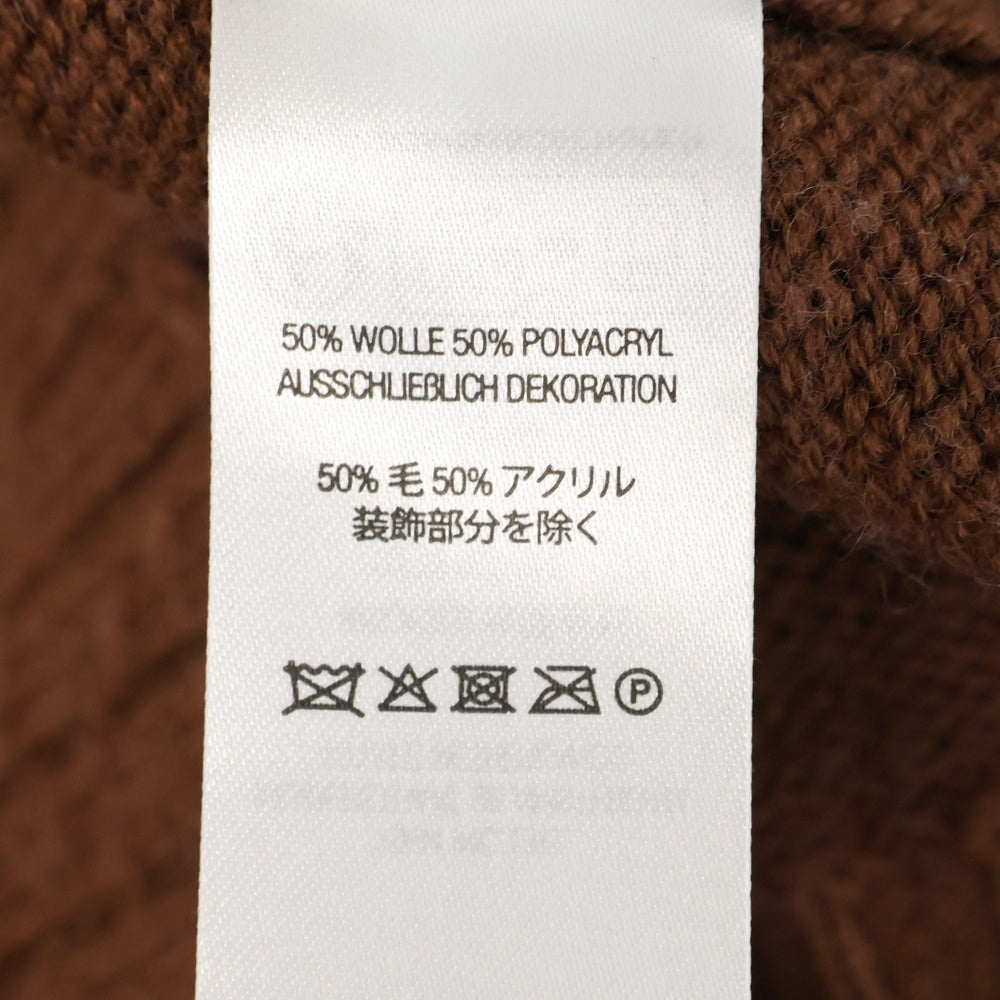 50% WOLLE 50% POLYACRYL
AUSSCHLIEßLICH DEKORATION
50% 毛 50% アクリル
装飾部分を除く
P